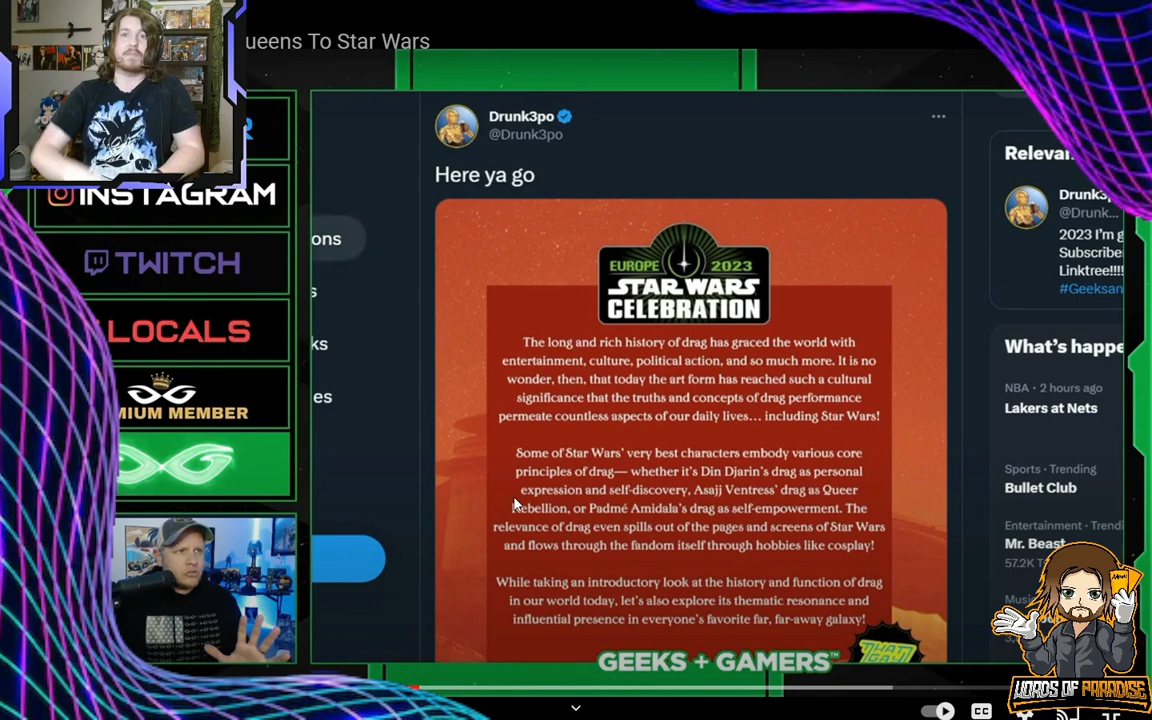 ueens To Star Wars
INSTAGRAM
TWITCH
LOCALS
MIUM MEMBER
ons
s
ks
es
Drunk3po
@Drunk3po
Here ya go
EUROPE 2023
STAR WARS
CELEBRATION
The long and rich history of drag has graced the world with
entertainment, culture, political action, and so much more. It is no
wonder, then, that today the art form has reached such a cultural
significance that the truths and concepts of drag performance
permeate countless aspects of our daily lives... including Star Wars!
Some of Star Wars' very best characters embody various core
principles of drag— whether it's Din Djarin's drag as personal
expression and self-discovery, Asajj Ventress' drag as Queer
Rebellion, or Padmé Amidala's drag as self-empowerment. The
relevance of drag even spills out of the pages and screens of Star Wars
and flows through the fandom itself through hobbies like cosplay!
While taking an introductory look at the history and function of drag
in our world today, let's also explore its thematic resonance and
influential presence in everyone's favorite far, far-away galaxy!
THAT GAY
GEEKS + GAMERS™
Relevan
Drunk3p
@Drunk...
2023 I'm g
Subscribe
Linktree!!!!
#Geeksan
What's happe
NBA · 2 hours ago
Lakers at Nets
Sports · Trending
Bullet Club
Entertainment · Trendi
Mr. Beast
57.2K T
Music
WORDS OF PARADISE
CC